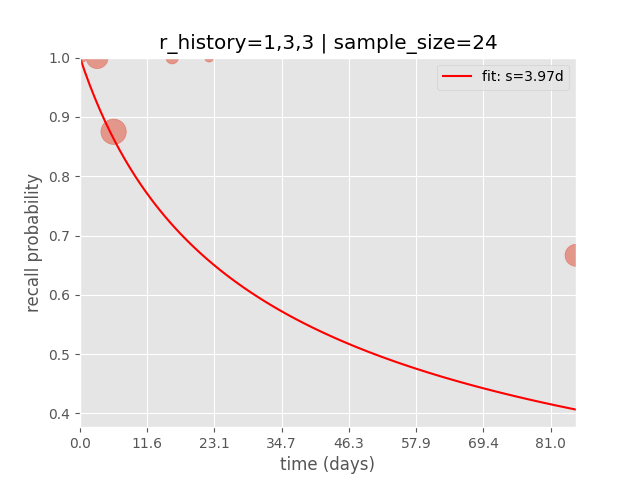 r_history=1,3,3 | sample_size=24
fit: s=3.97d
recall probability
1.0
0.9
0.8
0.7
0.6
0.5
0.4
0.0 11.6 23.1 34.7 46.3 57.9 69.4 81.0
time (days)